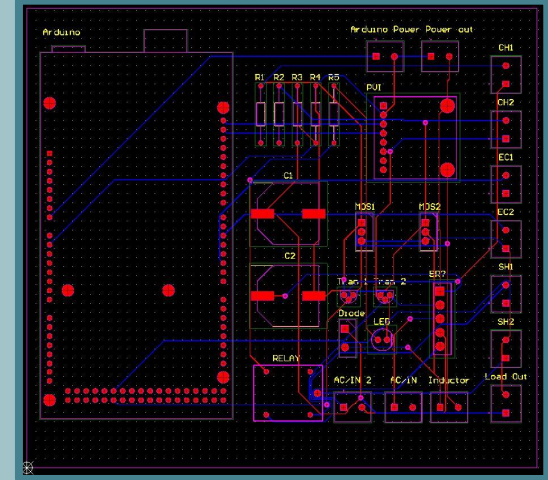 Arduino
Arduino Power Power out
CH1
R1 R2 R3 R4 R5
PVI
CH2
EC1
C1
MOS1 MOS2
EC2
C2
SH1
Tran 1 Tran 2
Diode
LED
SH2
RELAY
AC/IN 2 AC/IN Inductor
Load Out